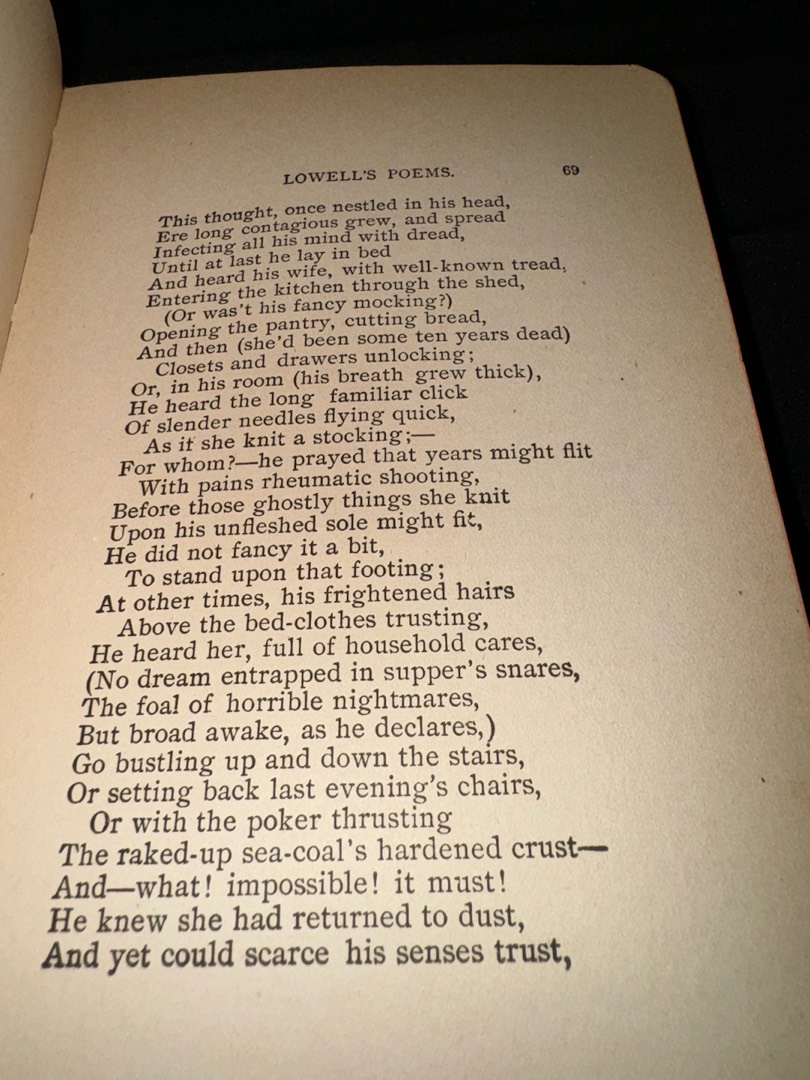 LOWELL'S POEMS. 69
This thought, once nestled in his head,
Ere long contagious grew, and spread
Infecting all his mind with dread,
Until at last he lay in bed
And heard his wife, with well-known tread,
Entering the kitchen through the shed,
(Or was't his fancy mocking?)
Opening the pantry, cutting bread,
And then (she'd been some ten years dead)
Closets and drawers unlocking;
Or, in his room (his breath grew thick),
He heard the long familiar click
Of slender needles flying quick,
As if she knit a stocking;—
For whom?—he prayed that years might flit
With pains rheumatic shooting,
Before those ghostly things she knit
Upon his unfleshed sole might fit,
He did not fancy it a bit,
To stand upon that footing;
At other times, his frightened hairs
Above the bed-clothes trusting,
He heard her, full of household cares,
(No dream entrapped in supper's snares,
The foal of horrible nightmares,
But broad awake, as he declares,)
Go bustling up and down the stairs,
Or setting back last evening's chairs,
Or with the poker thrusting
The raked-up sea-coal's hardened crust—
And—what! impossible! it must!
He knew she had returned to dust,
And yet could scarce his senses trust,